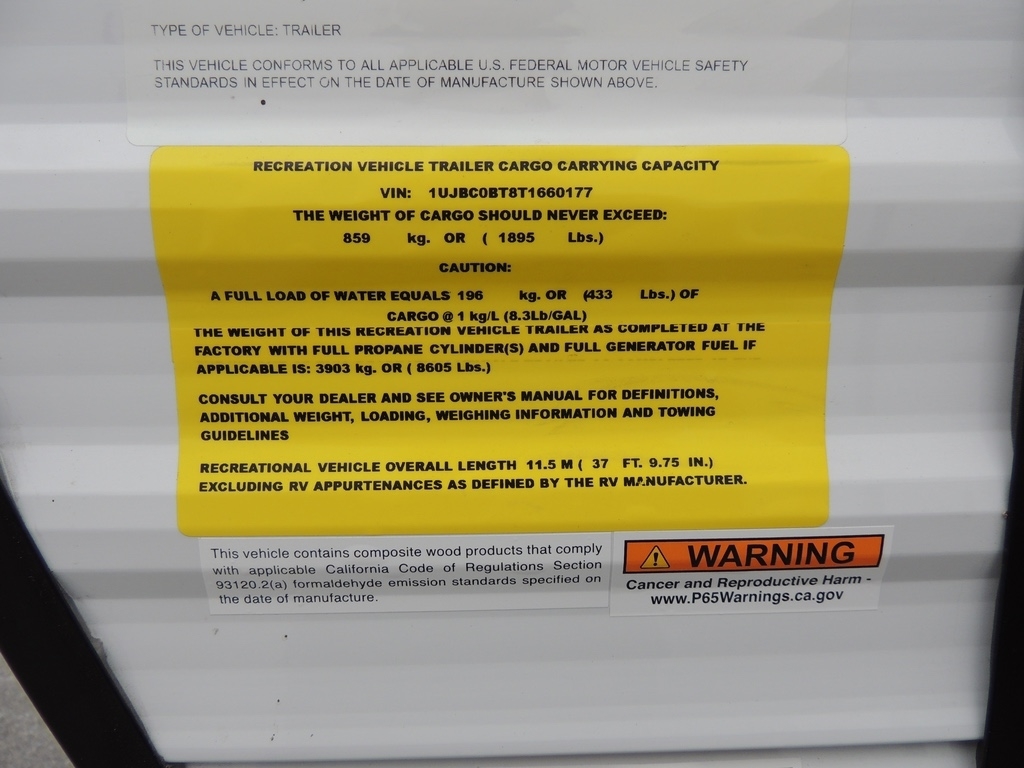 TYPE OF VEHICLE: TRAILER
THIS VEHICLE CONFORMS TO ALL APPLICABLE U.S. FEDERAL MOTOR VEHICLE SAFETY
STANDARDS IN EFFECT ON THE DATE OF MANUFACTURE SHOWN ABOVE.
RECREATION VEHICLE TRAILER CARGO CARRYING CAPACITY
VIN: 1UJBC0BT8T1660177
THE WEIGHT OF CARGO SHOULD NEVER EXCEED:
859 kg. OR ( 1895 Lbs.)
CAUTION:
A FULL LOAD OF WATER EQUALS 196 kg. OR (433 Lbs.) OF
CARGO @ 1 kg/L (8.3Lb/GAL)
THE WEIGHT OF THIS RECREATION VEHICLE TRAILER AS COMPLETED AT THE
FACTORY WITH FULL PROPANE CYLINDER(S) AND FULL GENERATOR FUEL IF
APPLICABLE IS: 3903 kg. OR ( 8605 Lbs.)
CONSULT YOUR DEALER AND SEE OWNER'S MANUAL FOR DEFINITIONS,
ADDITIONAL WEIGHT, LOADING, WEIGHING INFORMATION AND TOWING
GUIDELINES
RECREATIONAL VEHICLE OVERALL LENGTH 11.5 M ( 37 FT. 9.75 IN.)
EXCLUDING RV APPURTENANCES AS DEFINED BY THE RV MANUFACTURER.
This vehicle contains composite wood products that comply
with applicable California Code of Regulations Section
93120.2(a) formaldehyde emission standards specified on
the date of manufacture.
WARNING
Cancer and Reproductive Harm -
www.P65Warnings.ca.gov